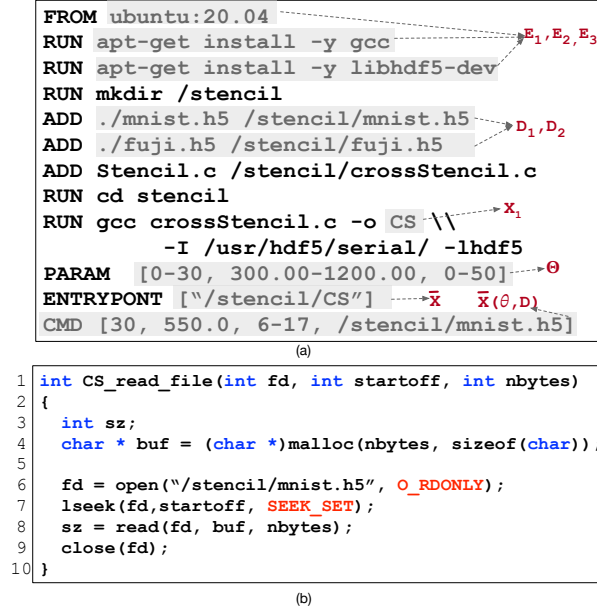 FROM ubuntu:20.04
RUN apt-get install -y gcc E1,E2,E3
RUN apt-get install -y libhdf5-dev
RUN mkdir /stencil
ADD ./mnist.h5 /stencil/mnist.h5
D1,D2
ADD ./fuji.h5 /stencil/fuji.h5
ADD Stencil.c /stencil/crossStencil.c
RUN cd stencil
RUN gcc crossStencil.c -o CS \\ X1
-I /usr/hdf5/serial/ -lhdf5
PARAM [0-30, 300.00-1200.00, 0-50] Θ
ENTRYPONT ["/stencil/CS"] X̄ X̄(θ,D)
CMD [30, 550.0, 6-17, /stencil/mnist.h5]
(a)
1 int CS_read_file(int fd, int startoff, int nbytes)
2 {
3 int sz;
4 char * buf = (char *)malloc(nbytes, sizeof(char))
5
6 fd = open("/stencil/mnist.h5", O_RDONLY);
7 lseek(fd,startoff, SEEK_SET);
8 sz = read(fd, buf, nbytes);
9 close(fd);
10 }
(b)